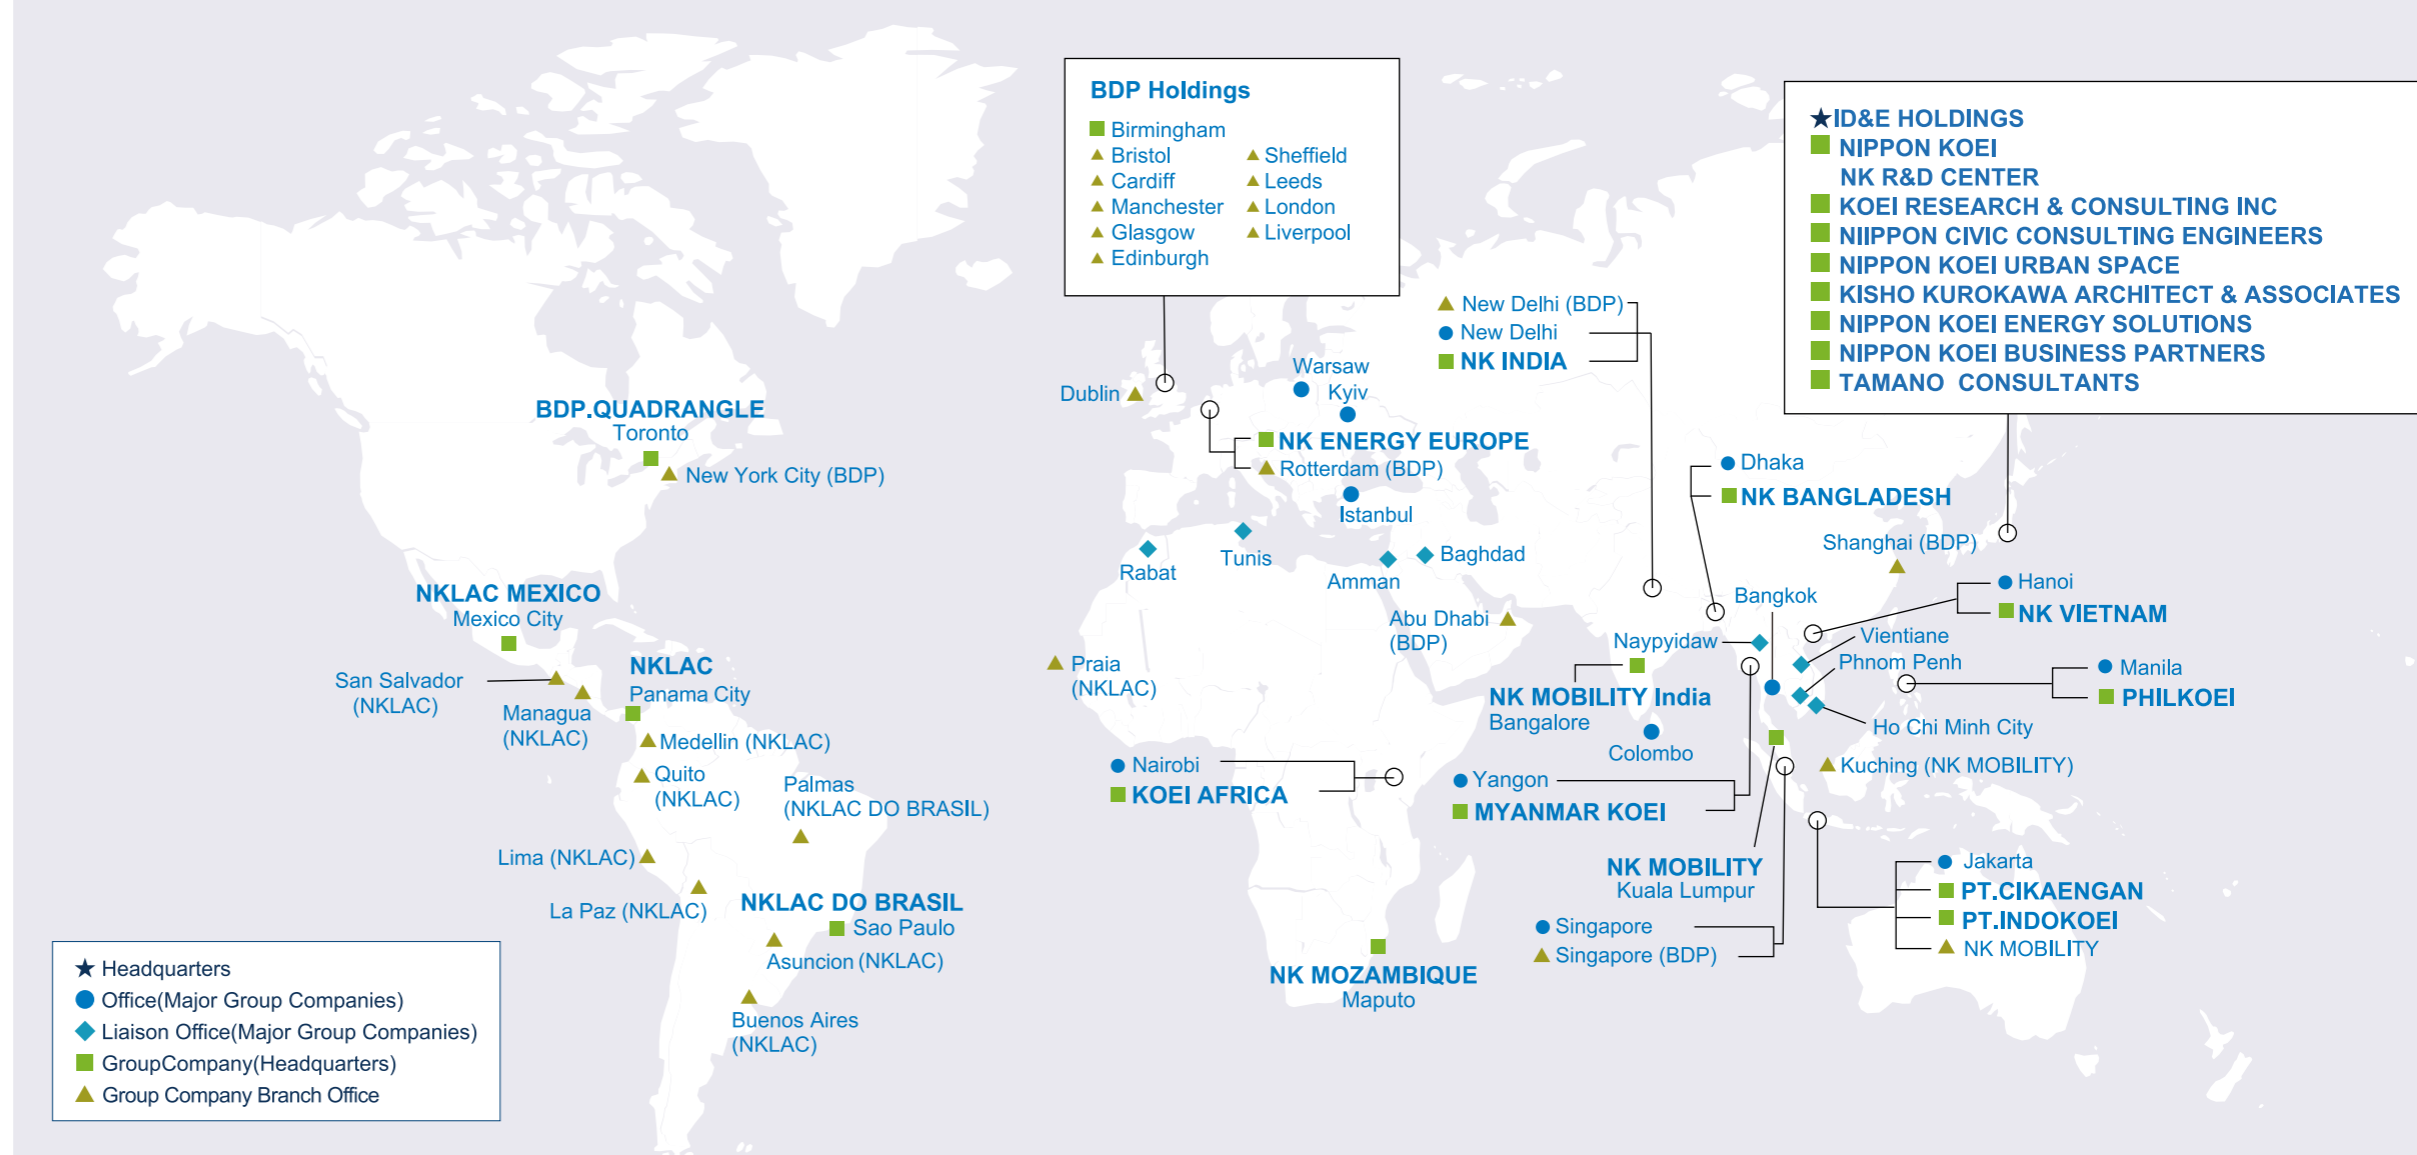 BDP Holdings
Birmingham
Bristol
Cardiff
Manchester
Glasgow
Edinburgh
Sheffield
Leeds
London
Liverpool
★ID&E HOLDINGS
NIPPON KOEI
NK R&D CENTER
KOEI RESEARCH & CONSULTING INC
NIIPPON CIVIC CONSULTING ENGINEERS
NIPPON KOEI URBAN SPACE
KISHO KUROKAWA ARCHITECT & ASSOCIATES
NIPPON KOEI ENERGY SOLUTIONS
NIPPON KOEI BUSINESS PARTNERS
TAMANO CONSULTANTS
New Delhi (BDP)
New Delhi
NK INDIA
Warsaw
Kyiv
Dublin
NK ENERGY EUROPE
Rotterdam (BDP)
Istanbul
BDP.QUADRANGLE
Toronto
New York City (BDP)
Dhaka
NK BANGLADESH
Shanghai (BDP)
Rabat
Tunis
Amman
Baghdad
Abu Dhabi
(BDP)
Praia
(NKLAC)
Hanoi
NK VIETNAM
Bangkok
Naypyidaw
Vientiane
Phnom Penh
Manila
PHILKOEI
Ho Chi Minh City
NK MOBILITY India
Bangalore
Colombo
Kuching (NK MOBILITY)
NKLAC MEXICO
Mexico City
San Salvador
(NKLAC)
Managua
(NKLAC)
NKLAC
Panama City
Medellin (NKLAC)
Quito
(NKLAC)
Palmas
(NKLAC DO BRASIL)
Lima (NKLAC)
La Paz (NKLAC)
NKLAC DO BRASIL
Sao Paulo
Asuncion (NKLAC)
Buenos Aires
(NKLAC)
Nairobi
KOEI AFRICA
Yangon
MYANMAR KOEI
NK MOBILITY
Kuala Lumpur
Singapore
Singapore (BDP)
Jakarta
PT.CIKAENGAN
PT.INDOKOEI
NK MOBILITY
NK MOZAMBIQUE
Maputo
★ Headquarters
Office(Major Group Companies)
Liaison Office(Major Group Companies)
GroupCompany(Headquarters)
Group Company Branch Office